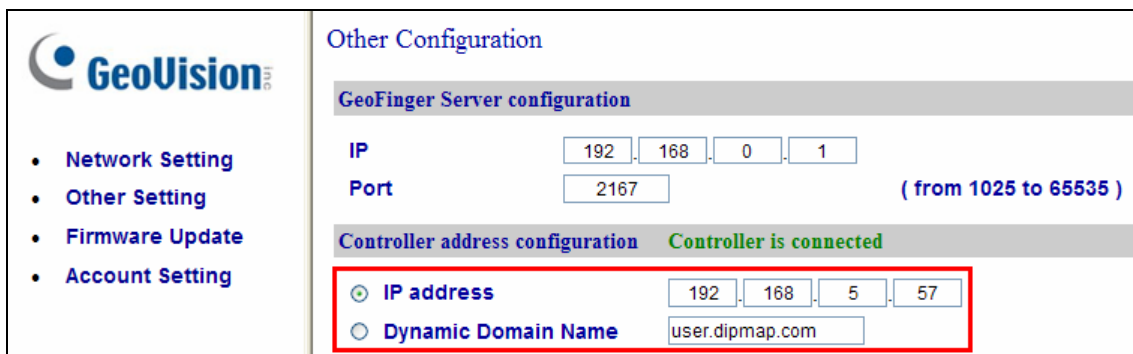 GeoVision inc
Network Setting
Other Setting
Firmware Update
Account Setting
Other Configuration
GeoFinger Server configuration
IP 192 . 168 . 0 . 1
Port 2167 ( from 1025 to 65535 )
Controller address configuration Controller is connected
IP address 192 . 168 . 5 . 57
Dynamic Domain Name user.dipmap.com